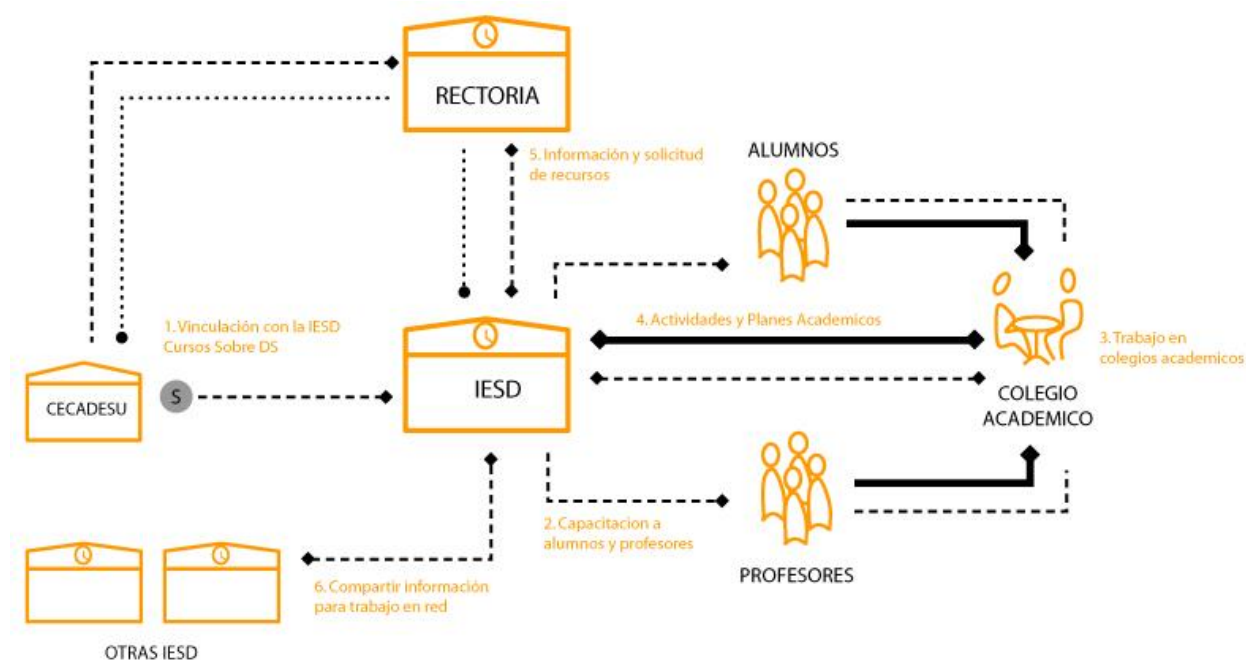 RECTORIA
5. Información y solicitud
de recursos
ALUMNOS
1. Vinculación con la IESD
Cursos Sobre DS
4. Actividades y Planes Academicos
3. Trabajo en
colegios academicos
CECADESU
S
IESD
COLEGIO
ACADEMICO
2. Capacitacion a
alumnos y profesores
PROFESORES
6. Compartir información
para trabajo en red
OTRAS IESD